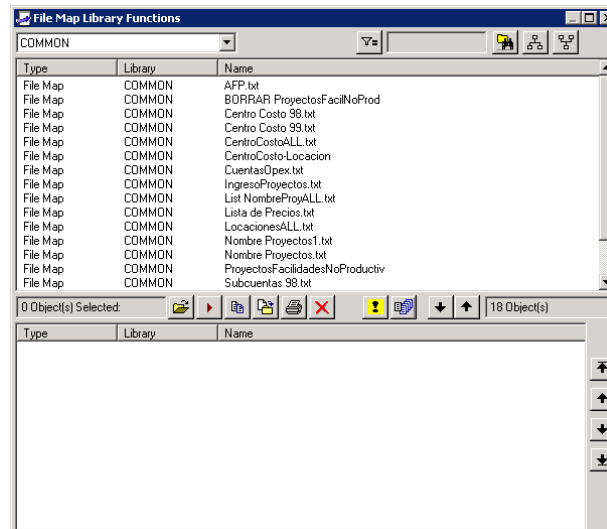 File Map Library Functions
COMMON
Type Library Name
File Map COMMON AFP.txt
File Map COMMON BORRAR ProyectosFacilNoProd
File Map COMMON Centro Costo 98.txt
File Map COMMON Centro Costo 99.txt
File Map COMMON CentroCostoALL.txt
File Map COMMON CentroCosto-Locacion
File Map COMMON CuentasOpex.txt
File Map COMMON IngresoProyectos.txt
File Map COMMON List NombreProyALL.txt
File Map COMMON Lista de Precios.txt
File Map COMMON LocacionesALL.txt
File Map COMMON Nombre Proyectos1.txt
File Map COMMON Nombre Proyectos.txt
File Map COMMON ProyectosFacilidadesNoProductiv
File Map COMMON Subcuentas 98.txt
0 Object(s) Selected: 18 Object(s)
Type Library Name